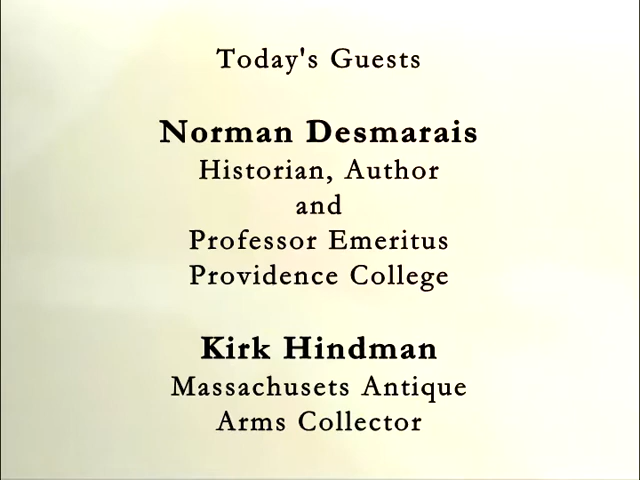 Today's Guests
Norman Desmarais
Historian, Author
and
Professor Emeritus
Providence College
Kirk Hindman
Massachusets Antique
Arms Collector